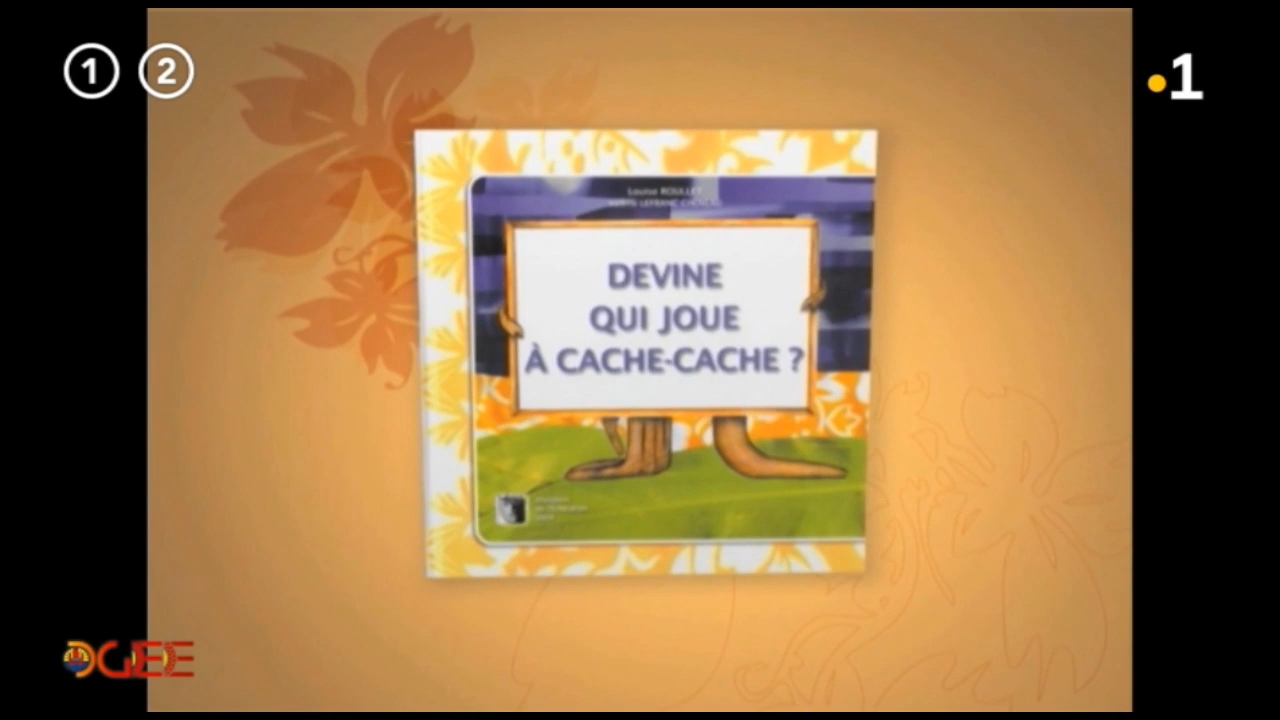 1 2
1
Louise ROULLET
DEVINE
QUI JOUE
À CACHE-CACHE ?
DGEE